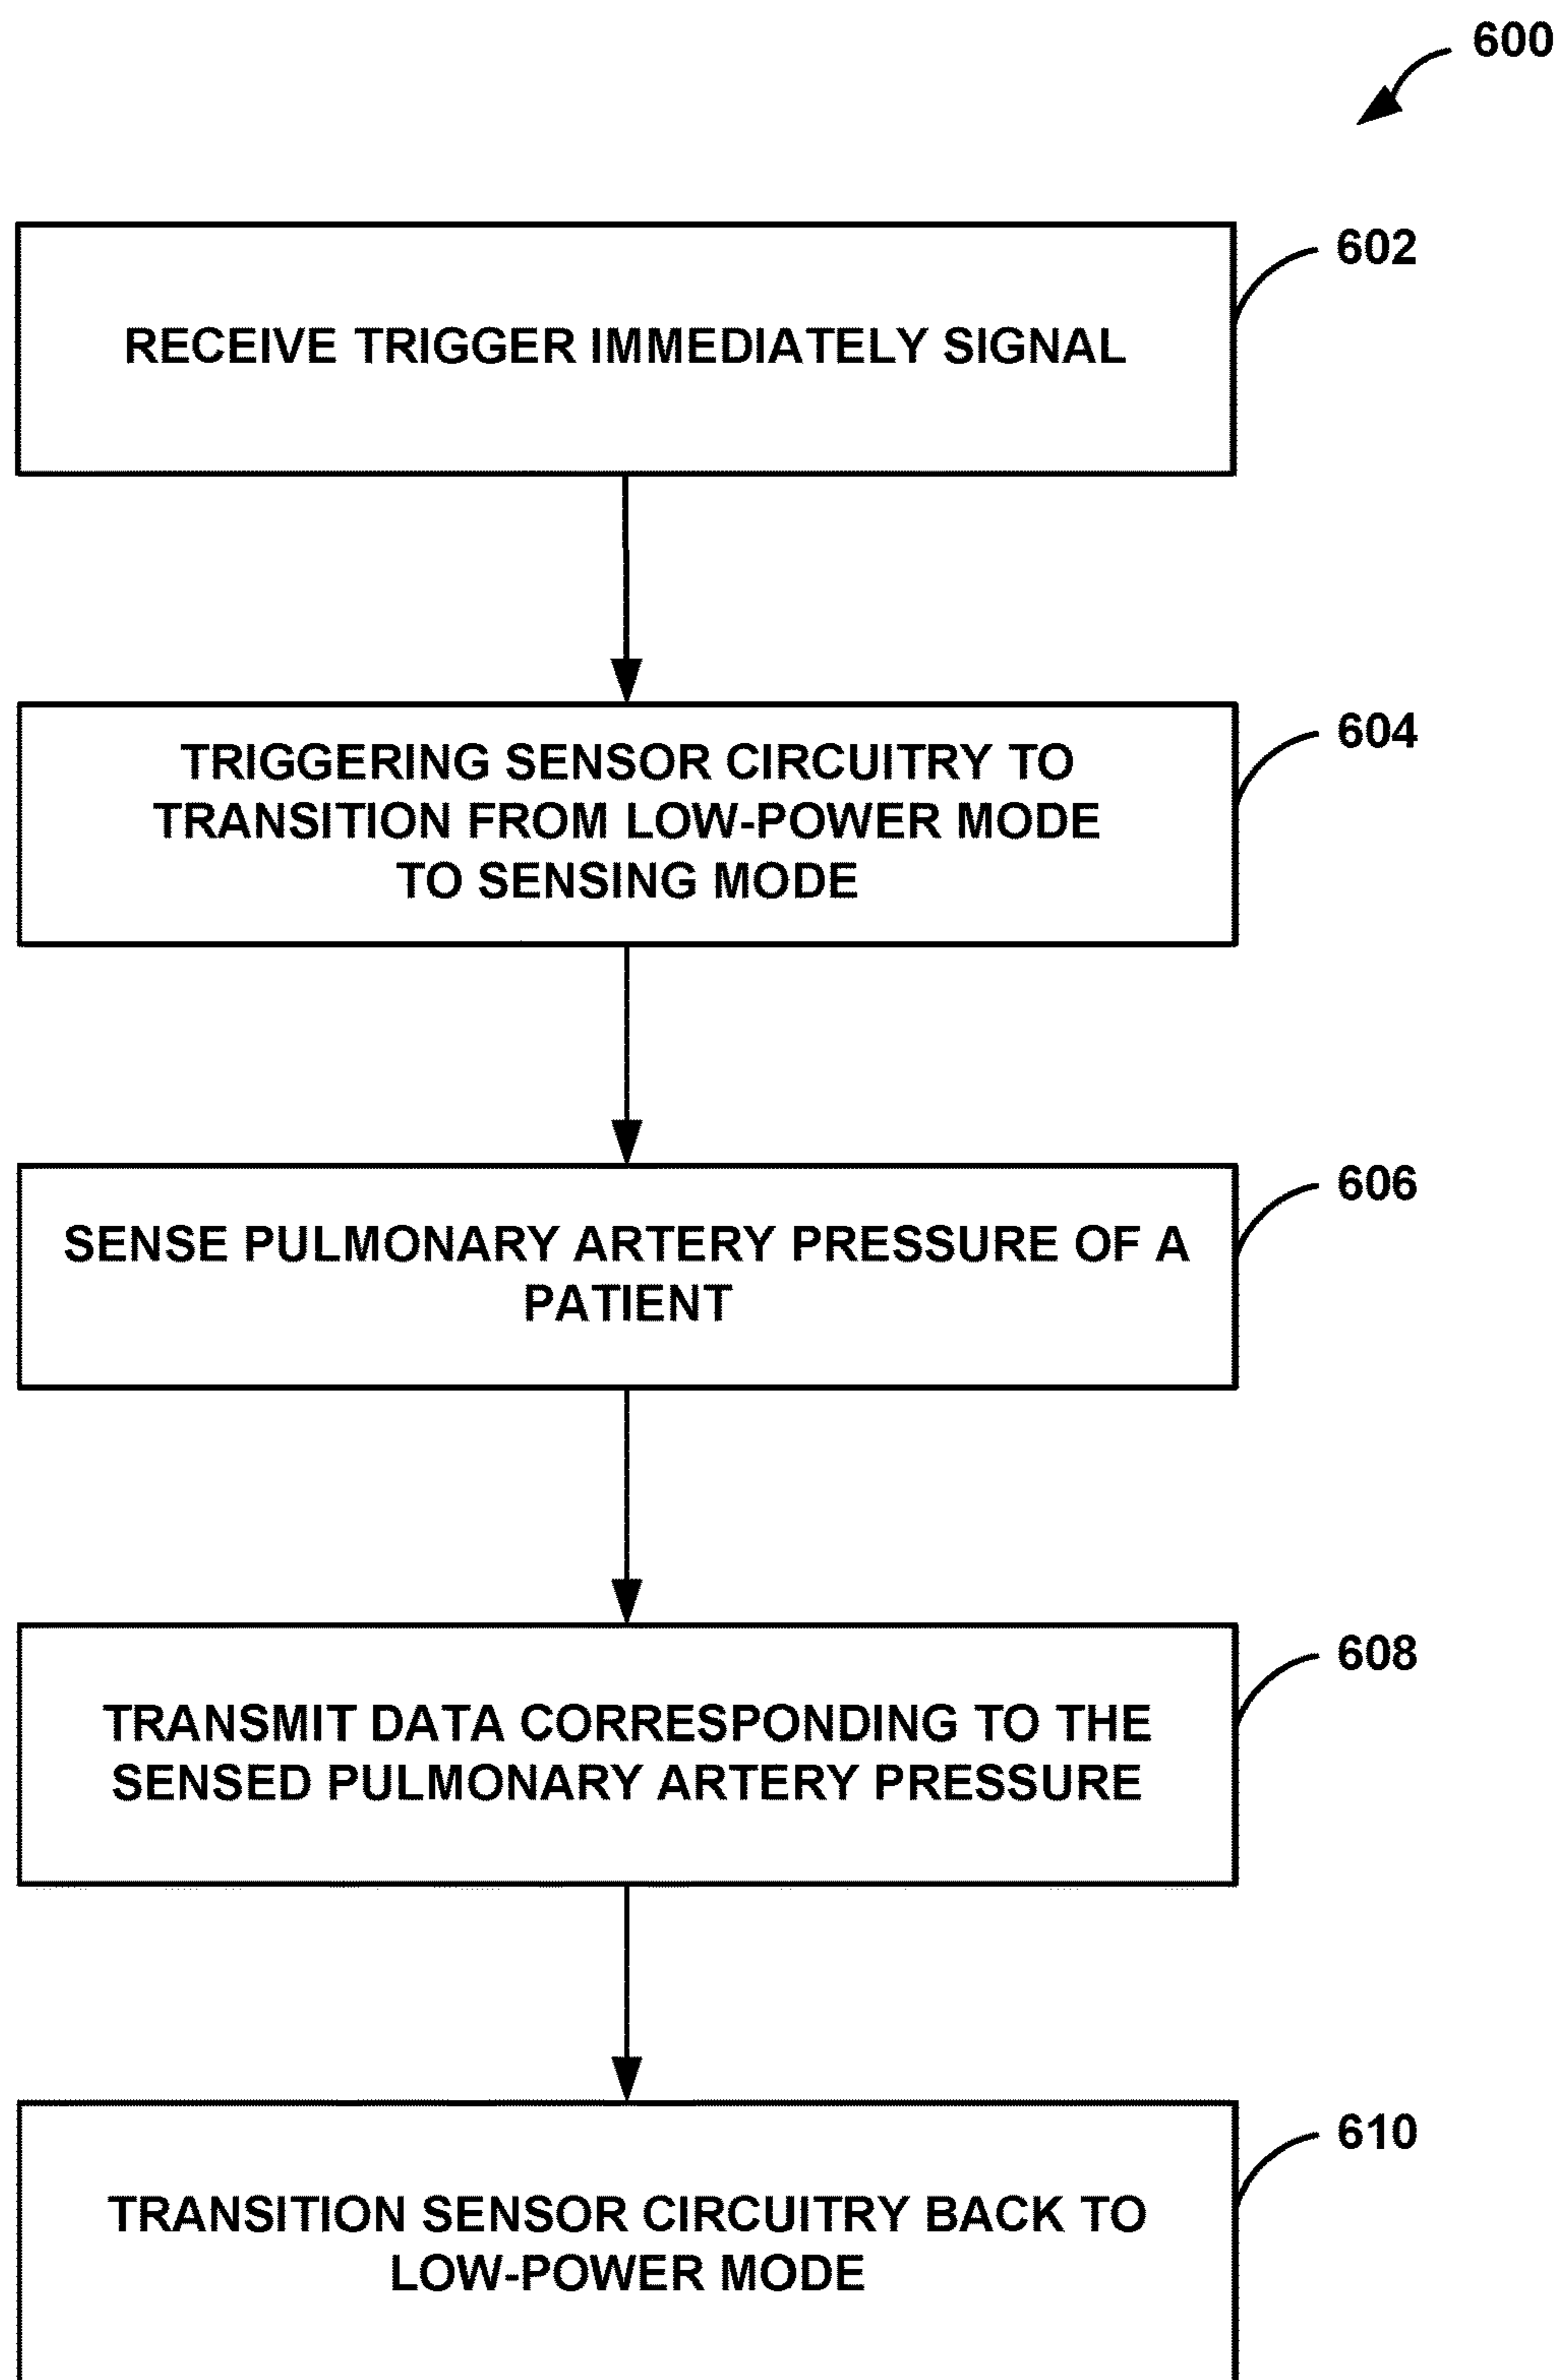 600
602
RECEIVE TRIGGER IMMEDIATELY SIGNAL
604
TRIGGERING SENSOR CIRCUITRY TO
TRANSITION FROM LOW-POWER MODE
TO SENSING MODE
606
SENSE PULMONARY ARTERY PRESSURE OF A
PATIENT
608
TRANSMIT DATA CORRESPONDING TO THE
SENSED PULMONARY ARTERY PRESSURE
610
TRANSITION SENSOR CIRCUITRY BACK TO
LOW-POWER MODE